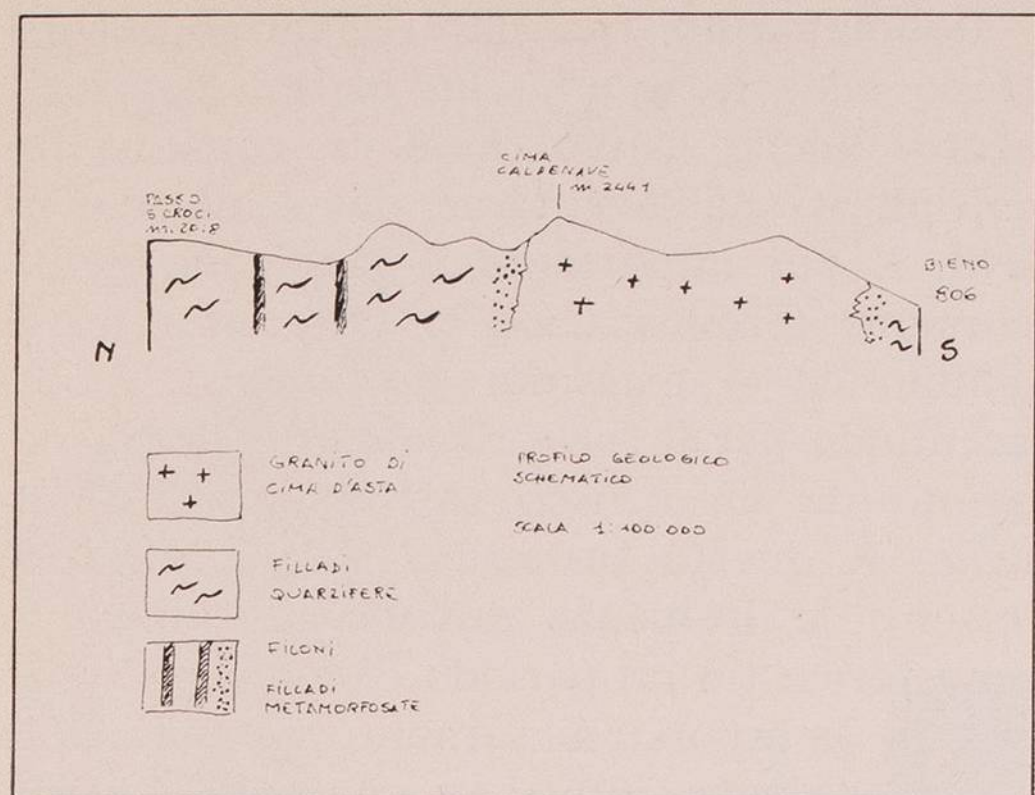 CIMA
CALDENAVE
m 2441
PASSO
5 CROCI
m. 2018
BIENO
806
N
S
GRANITO DI
CIMA D'ASTA
PROFILO GEOLOGICO
SCHEMATICO
SCALA 1:100 000
FILLADI
QUARZIFERE
FILONI
FILLADI
METAMORFOSATE